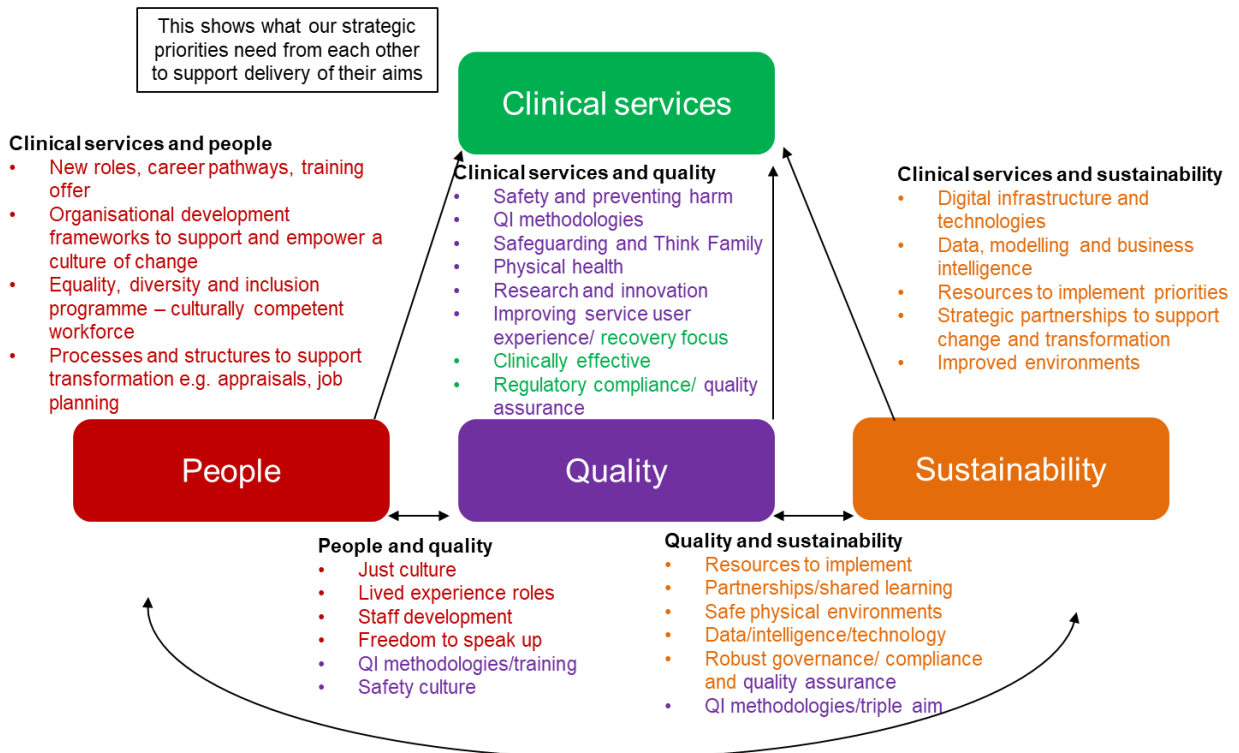 This shows what our strategic
priorities need from each other
to support delivery of their aims
Clinical services
Clinical services and people
• New roles, career pathways, training
offer
• Organisational development
frameworks to support and empower a
culture of change
• Equality, diversity and inclusion
programme – culturally competent
workforce
• Processes and structures to support
transformation e.g. appraisals, job
planning
Clinical services and quality
• Safety and preventing harm
• QI methodologies
• Safeguarding and Think Family
• Physical health
• Research and innovation
• Improving service user
experience/ recovery focus
• Clinically effective
• Regulatory compliance/ quality
assurance
Clinical services and sustainability
• Digital infrastructure and
technologies
• Data, modelling and business
intelligence
• Resources to implement priorities
• Strategic partnerships to support
change and transformation
• Improved environments
People
Quality
Sustainability
People and quality
• Just culture
• Lived experience roles
• Staff development
• Freedom to speak up
• QI methodologies/training
• Safety culture
Quality and sustainability
• Resources to implement
• Partnerships/shared learning
• Safe physical environments
• Data/intelligence/technology
• Robust governance/ compliance
and quality assurance
• QI methodologies/triple aim